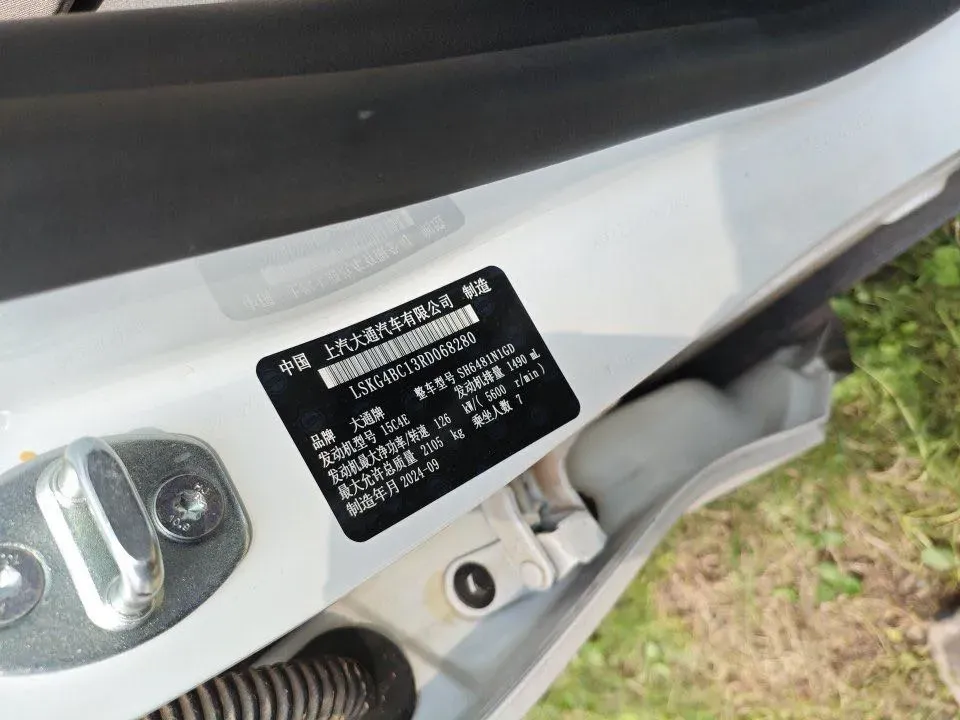 中国 上汽大通汽车有限公司 制造
LSKG4BC13RD068280
品牌 大通牌 整车型号 SH6481N1GD
发动机型号 15C4E 发动机排量 1490 mL
发动机最大净功率/转速 126 kW/( 5600 r/min)
最大允许总质量 2105 kg 乘坐人数 7
制造年月 2024-09
10.9